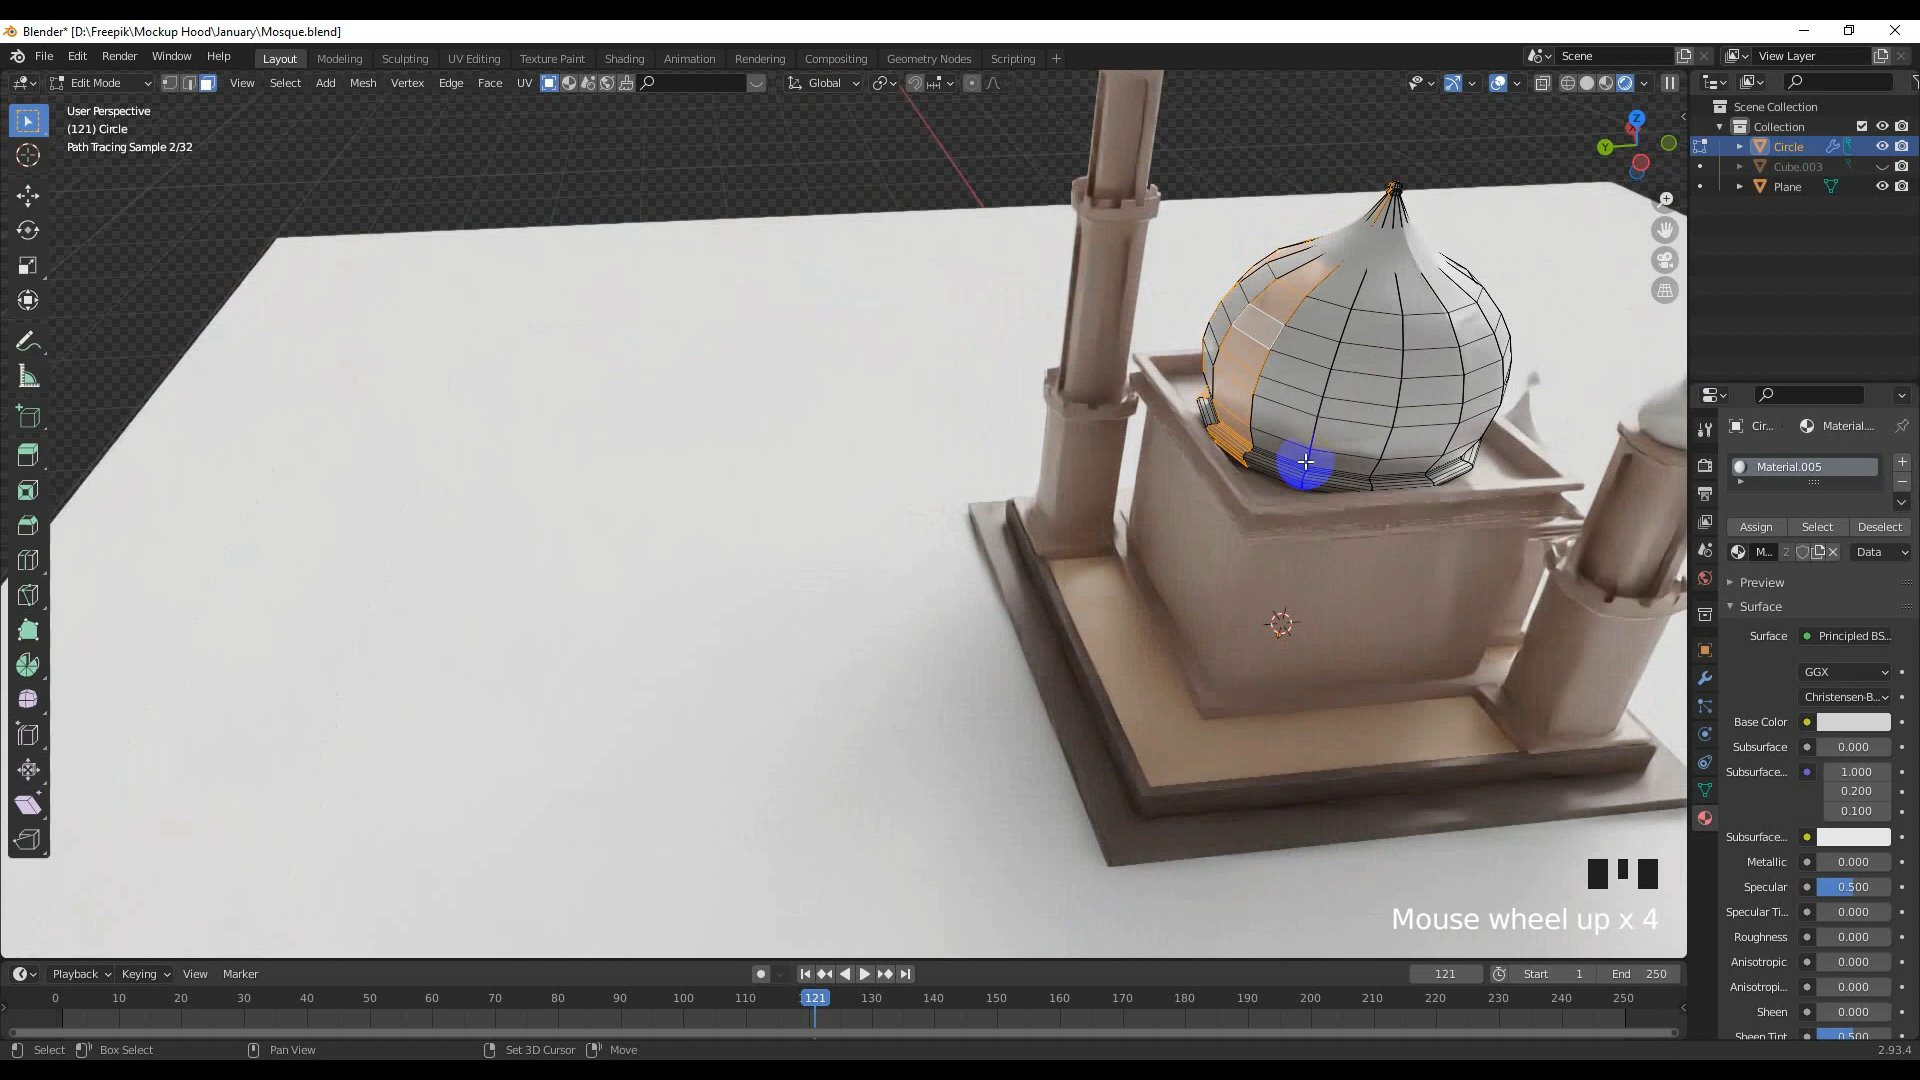 Blender* [D:\Freepik\Mockup Hood\January\Mosque.blend]
File Edit Render Window Help
Layout Modeling Sculpting UV Editing Texture Paint Shading Animation Rendering Compositing Geometry Nodes Scripting +
Scene
View Layer
Edit Mode View Select Add Mesh Vertex Edge Face UV
Global
User Perspective
(121) Circle
Path Tracing Sample 2/32
Z
Y
Scene Collection
Collection
Circle
Cube.003
Plane
Cir...
Material....
Material.005
Assign Select Deselect
M... 2 Data
Preview
Surface
Surface Principled BS...
GGX
Christensen-B...
Base Color
Subsurface 0.000
Subsurface... 1.000
0.200
0.100
Subsurface...
Metallic 0.000
Specular 0.500
Specular Ti... 0.000
Roughness 0.000
Anisotropic 0.000
Anisotropi... 0.000
Sheen 0.000
Sheen Tint 0.500
Mouse wheel up x 4
Playback Keying View Marker
121 Start 1 End 250
0 10 20 30 40 50 60 70 80 90 100 110 121 130 140 150 160 170 180 190 200 210 220 230 240 250
Select Box Select Pan View Set 3D Cursor Move
2.93.4